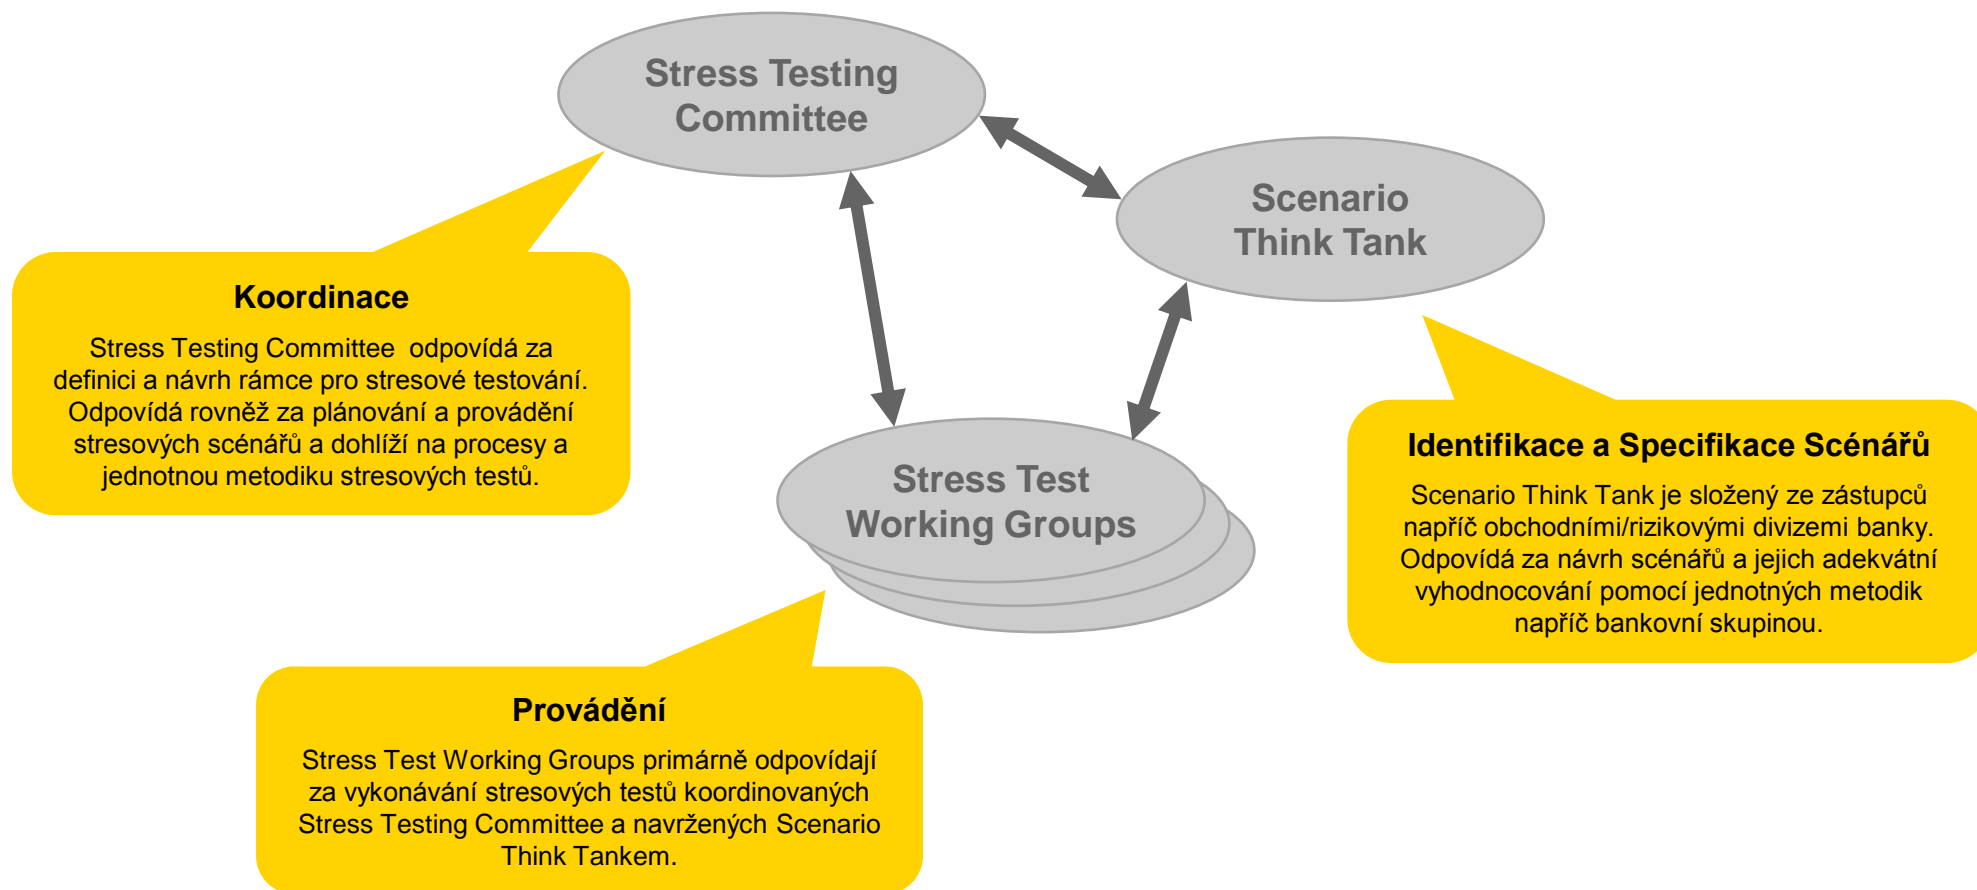 Stress Testing
Committee
Scenario
Think Tank
Koordinace
Stress Testing Committee  odpovídá za
definici a návrh rámce pro stresové testování.
Odpovídá rovněž za plánování a provádění
stresových scénářů a dohlíží na procesy a
jednotnou metodiku stresových testů.
Stress Test
Working Groups
Identifikace a Specifikace Scénářů
Scenario Think Tank je složený ze zástupců
napříč obchodními/rizikovými divizemi banky.
Odpovídá za návrh scénářů a jejich adekvátní
vyhodnocování pomocí jednotných metodik
napříč bankovní skupinou.
Provádění
Stress Test Working Groups primárně odpovídají
za vykonávání stresových testů koordinovaných
Stress Testing Committee a navržených Scenario
Think Tankem.